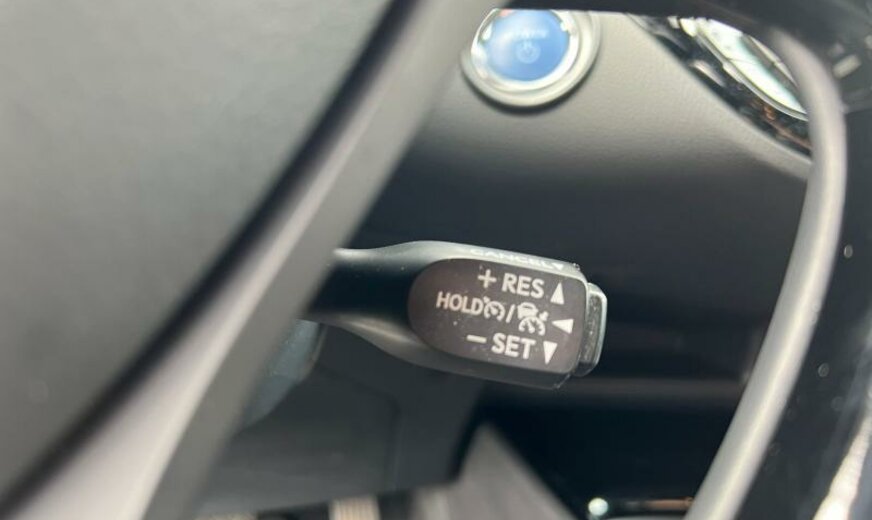 CANCEL▼
+ RES ▲
HOLD / ◀
− SET ▼